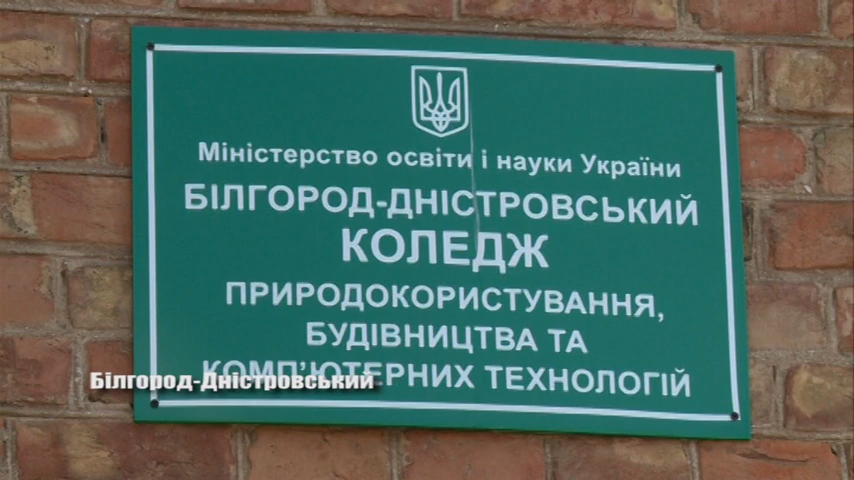 Міністерство освіти і науки України
БІЛГОРОД-ДНІСТРОВСЬКИЙ
КОЛЕДЖ
ПРИРОДОКОРИСТУВАННЯ,
БУДІВНИЦТВА ТА
КОМП'ЮТЕРНИХ ТЕХНОЛОГІЙ
Білгород-Дністровський